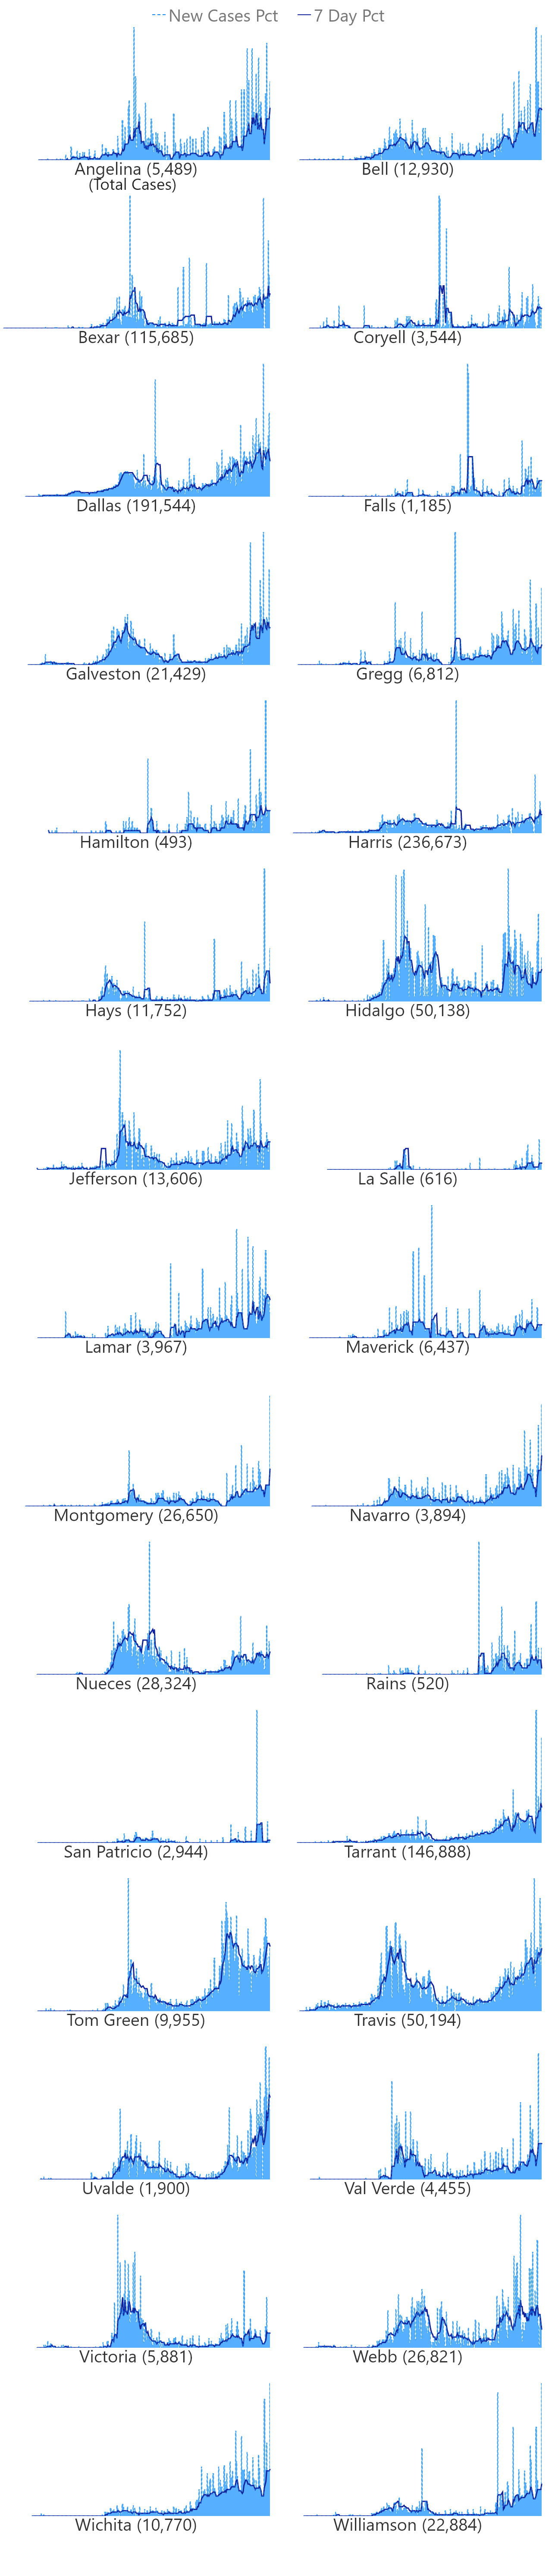 New Cases Pct 7 Day Pct
Angelina (5,489)
(Total Cases)
Bell (12,930)
Bexar (115,685)
Coryell (3,544)
Dallas (191,544)
Falls (1,185)
Galveston (21,429)
Gregg (6,812)
Hamilton (493)
Harris (236,673)
Hays (11,752)
Hidalgo (50,138)
Jefferson (13,606)
La Salle (616)
Lamar (3,967)
Maverick (6,437)
Montgomery (26,650)
Navarro (3,894)
Nueces (28,324)
Rains (520)
San Patricio (2,944)
Tarrant (146,888)
Tom Green (9,955)
Travis (50,194)
Uvalde (1,900)
Val Verde (4,455)
Victoria (5,881)
Webb (26,821)
Wichita (10,770)
Williamson (22,884)